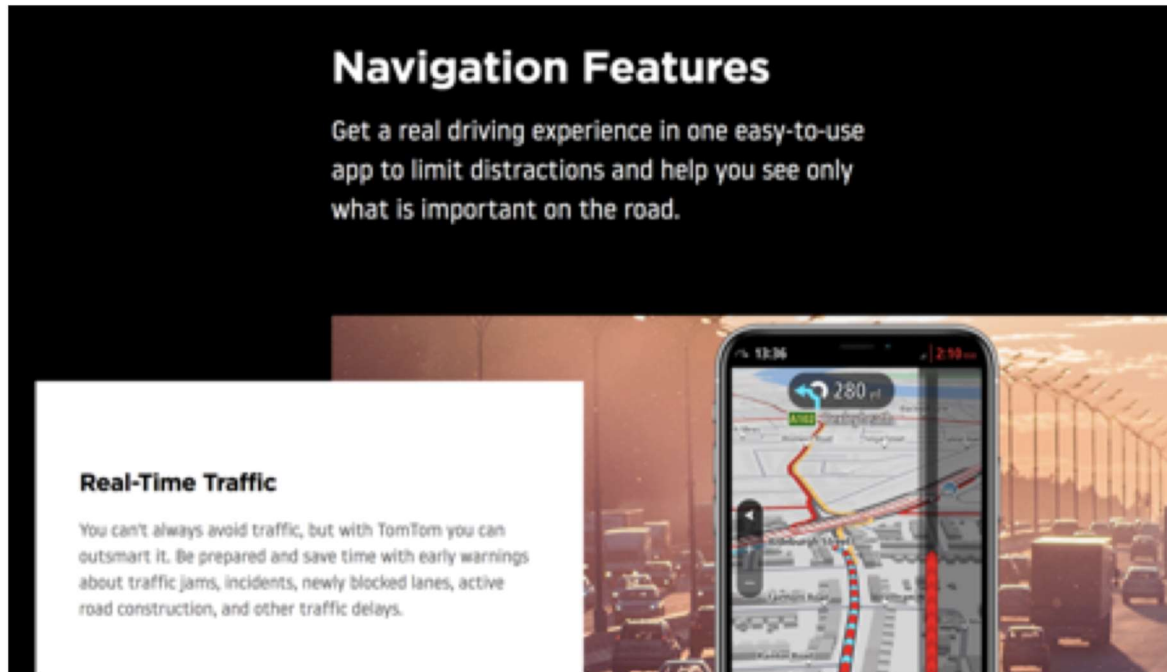 Navigation Features
Get a real driving experience in one easy-to-use
app to limit distractions and help you see only
what is important on the road.
13:36
2:10
280 yd
A102
Real-Time Traffic
You can't always avoid traffic, but with TomTom you can
outsmart it. Be prepared and save time with early warnings
about traffic jams, incidents, newly blocked lanes, active
road construction, and other traffic delays.